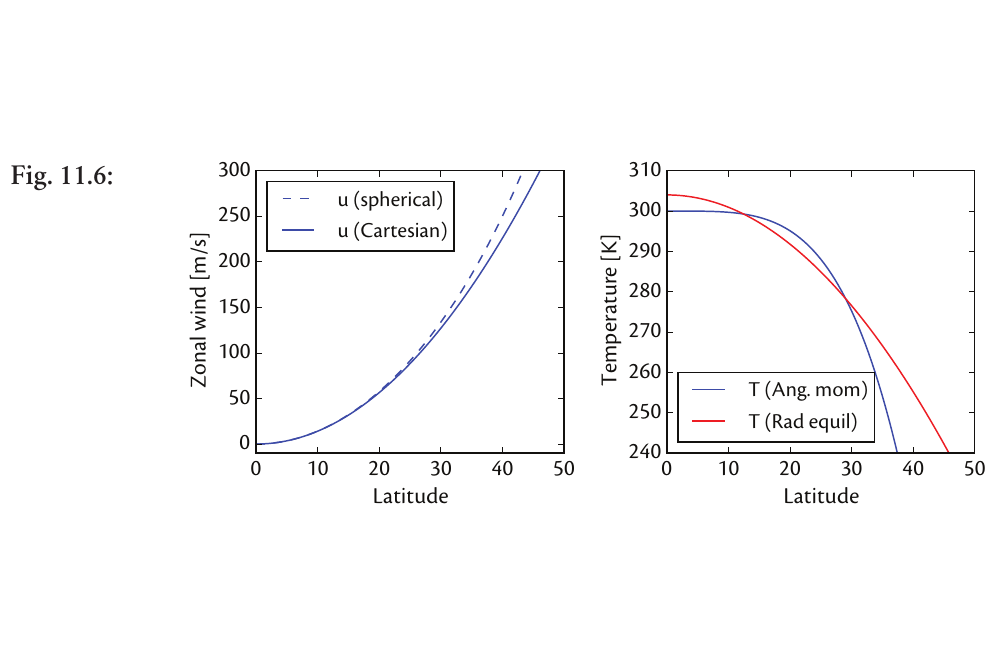 Fig. 11.6:
300
250
200
150
100
50
0
Zonal wind [m/s]
u (spherical)
u (Cartesian)
0 10 20 30 40 50
Latitude
310
300
290
280
270
260
250
240
Temperature [K]
T (Ang. mom)
T (Rad equil)
0 10 20 30 40 50
Latitude